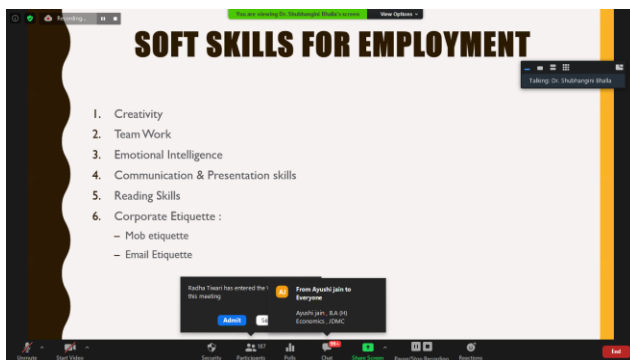 Recording...
You are viewing Dr. Shubhangini Bhalla's screen
View Options
SOFT SKILLS FOR EMPLOYMENT
Talking: Dr. Shubhangini Bhalla
1. Creativity
2. Team Work
3. Emotional Intelligence
4. Communication & Presentation skills
5. Reading Skills
6. Corporate Etiquette :
– Mob etiquette
– Email Etiquette
Radha Tiwari has entered the
this meeting
Admit
AJ
From Ayushi jain to
Everyone
Ayushi jain , B.A (H)
Economics , JDMC
187
99+
Unmute
Start Video
Security
Participants
Polls
Chat
Share Screen
Pause/Stop Recording
Reactions
End